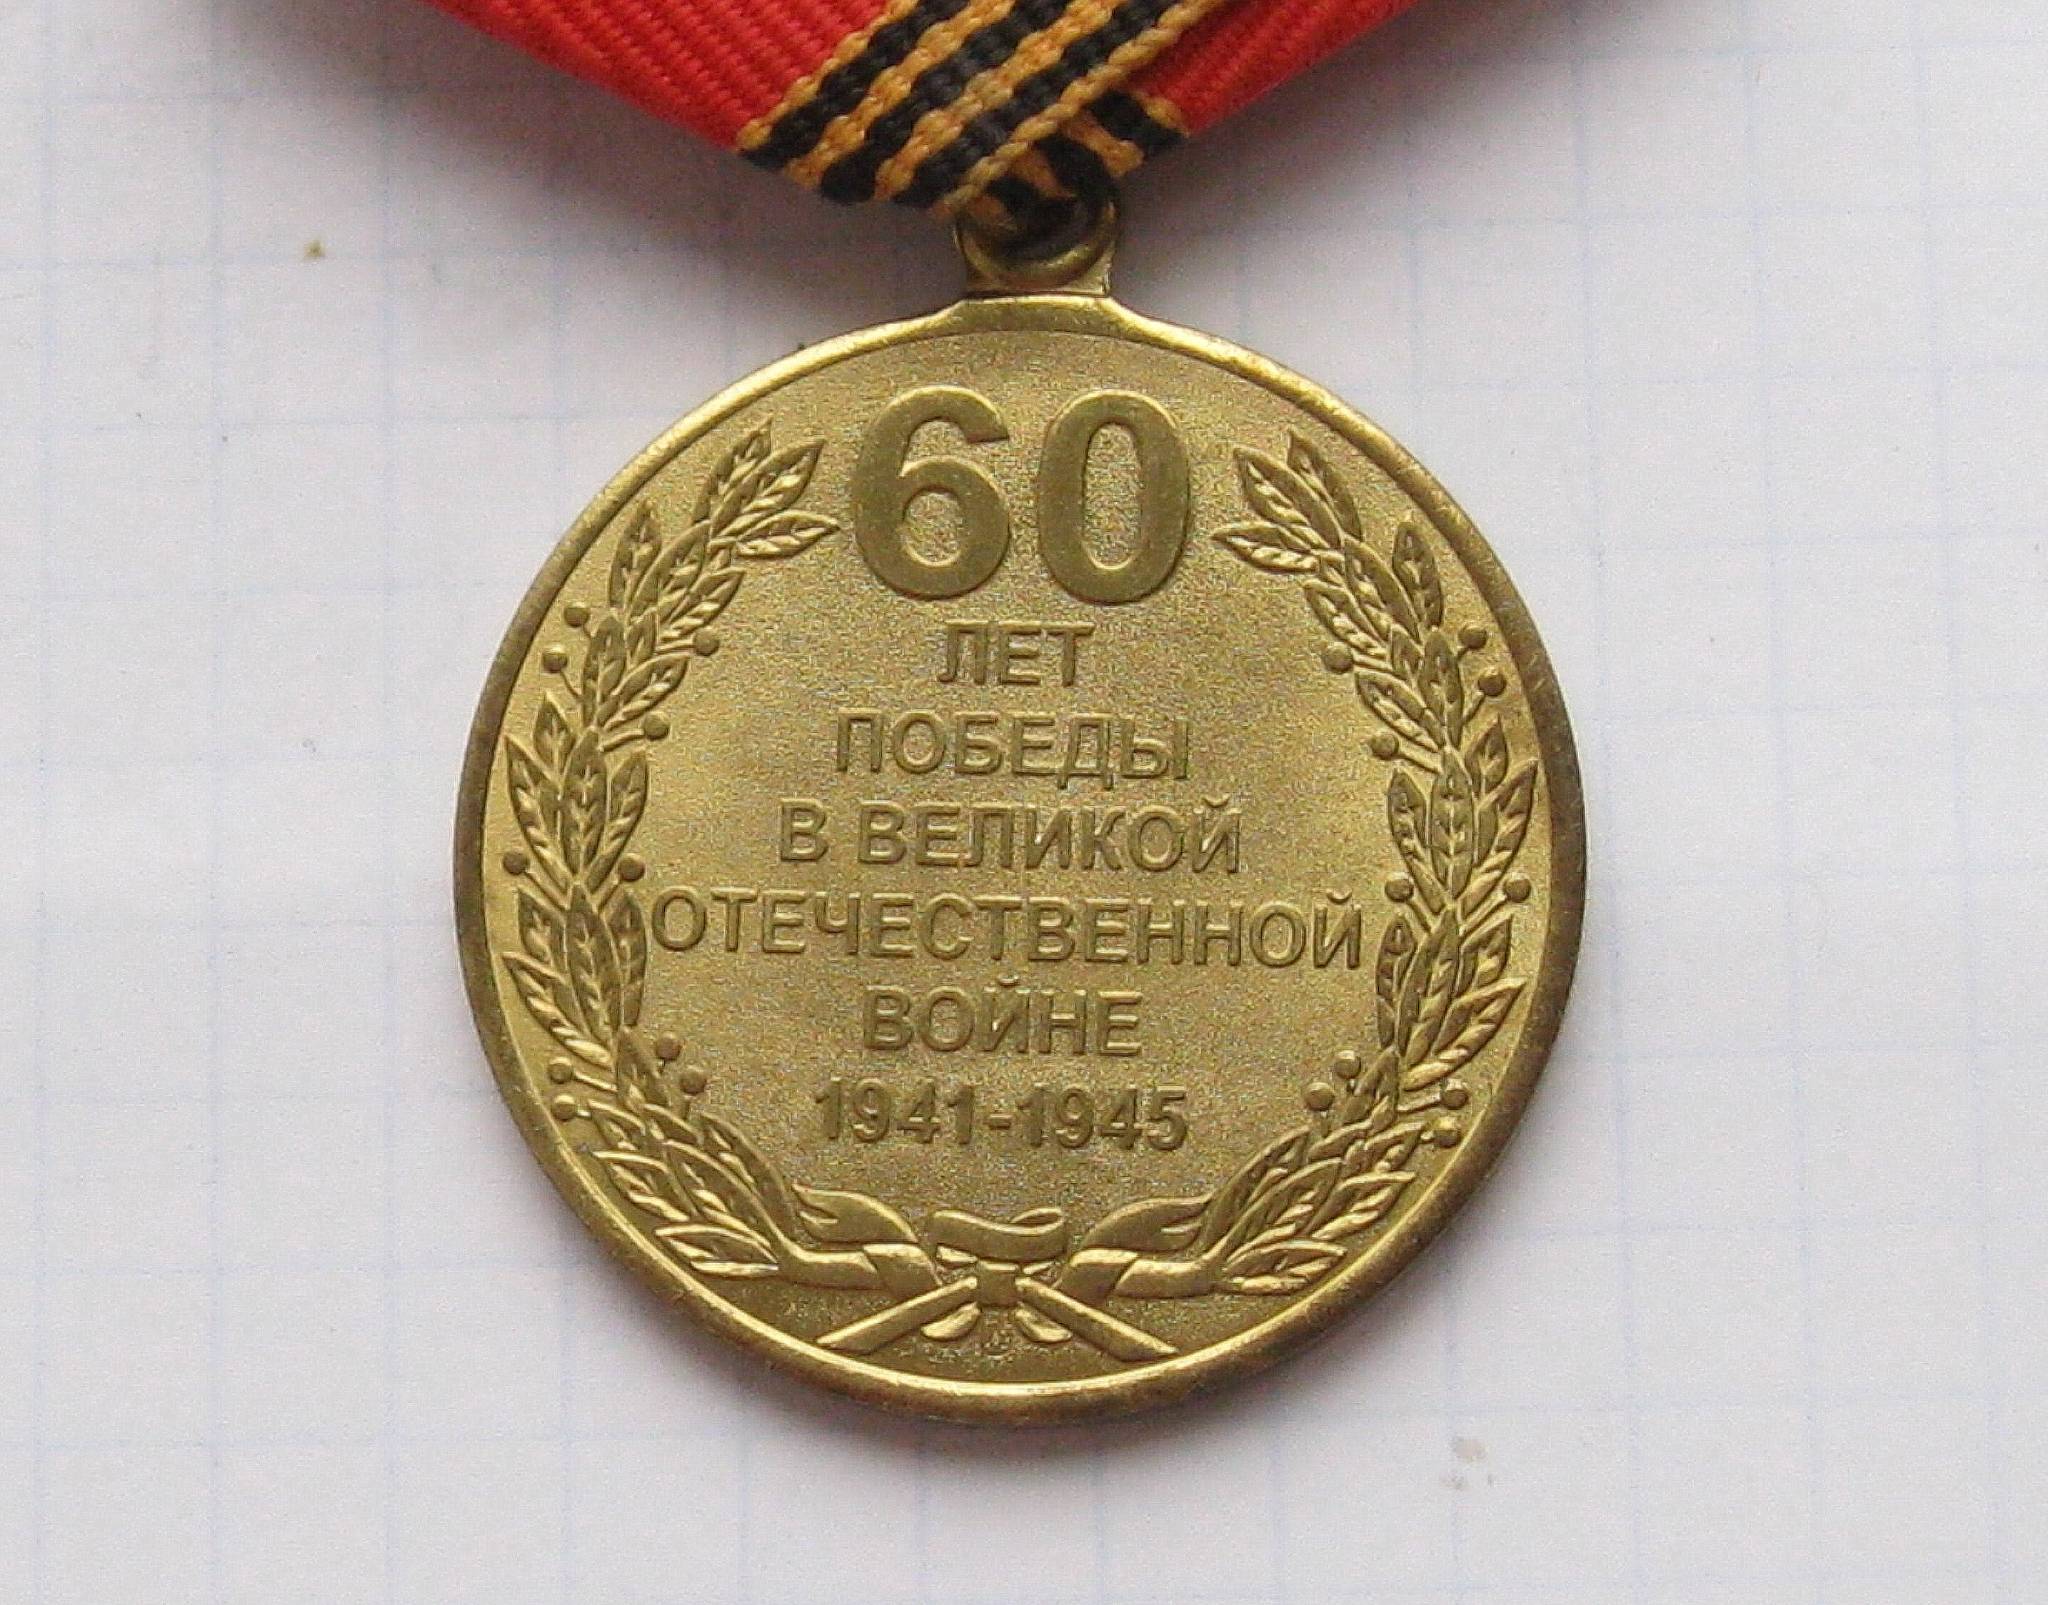 60
ЛЕТ
ПОБЕДЫ
В ВЕЛИКОЙ
ОТЕЧЕСТВЕННОЙ
ВОЙНЕ
1941-1945